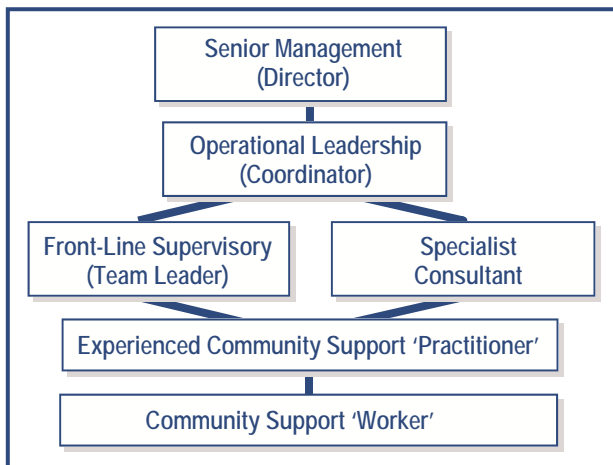 Senior Management
(Director)
Operational Leadership
(Coordinator)
Front-Line Supervisory
(Team Leader)
Specialist
Consultant
Experienced Community Support ‘Practitioner’
Community Support ‘Worker’